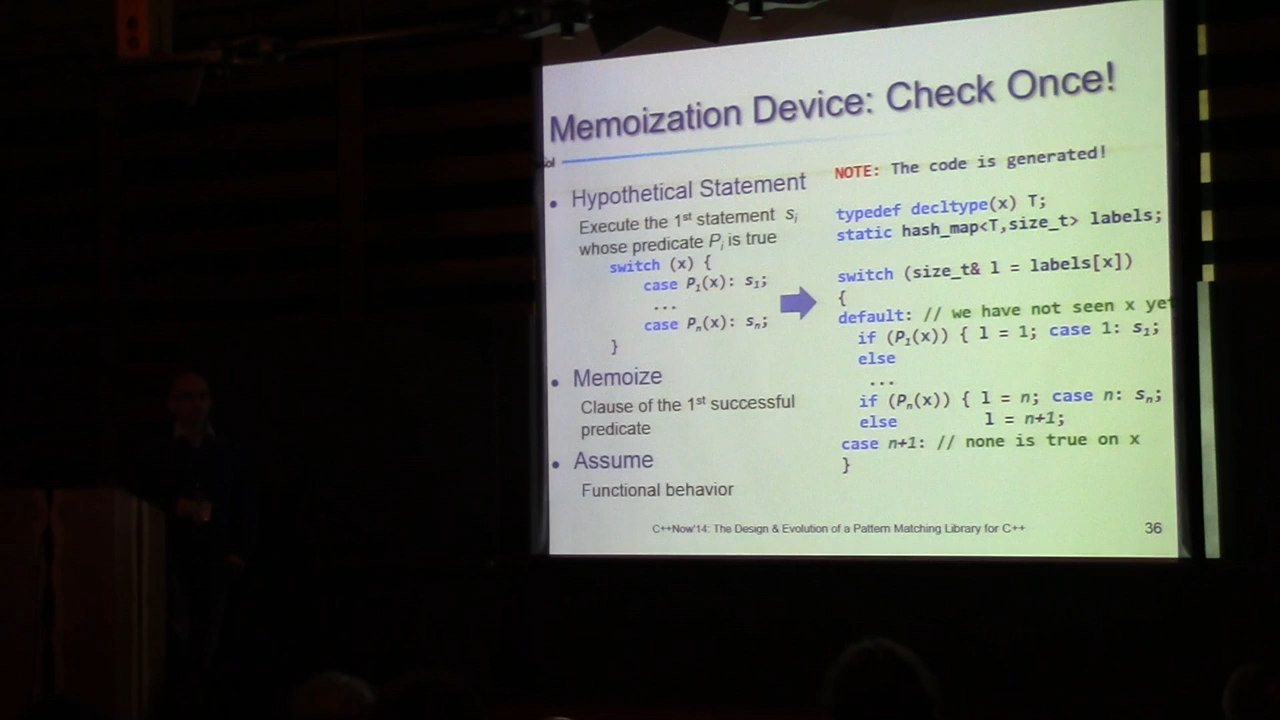 Memoization Device: Check Once!
ol
• Hypothetical Statement
Execute the 1st statement si
whose predicate Pi is true
switch (x) {
case P1(x): s1;
...
case Pn(x): sn;
}
• Memoize
Clause of the 1st successful
predicate
• Assume
Functional behavior
NOTE: The code is generated!
typedef decltype(x) T;
static hash_map<T,size_t> labels;
switch (size_t& l = labels[x])
{
default: // we have not seen x yet
if (P1(x)) { l = 1; case 1: s1;
else
...
if (Pn(x)) { l = n; case n: sn;
else l = n+1;
case n+1: // none is true on x
}
C++Now'14: The Design & Evolution of a Pattern Matching Library for C++
36